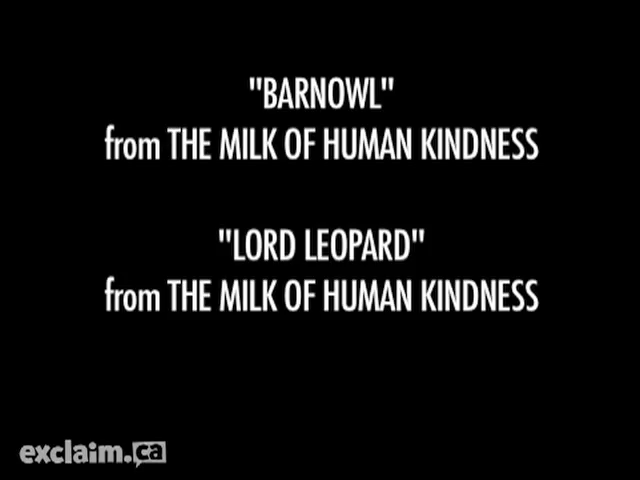 "BARNOWL"
from THE MILK OF HUMAN KINDNESS
"LORD LEOPARD"
from THE MILK OF HUMAN KINDNESS
exclaim.ca